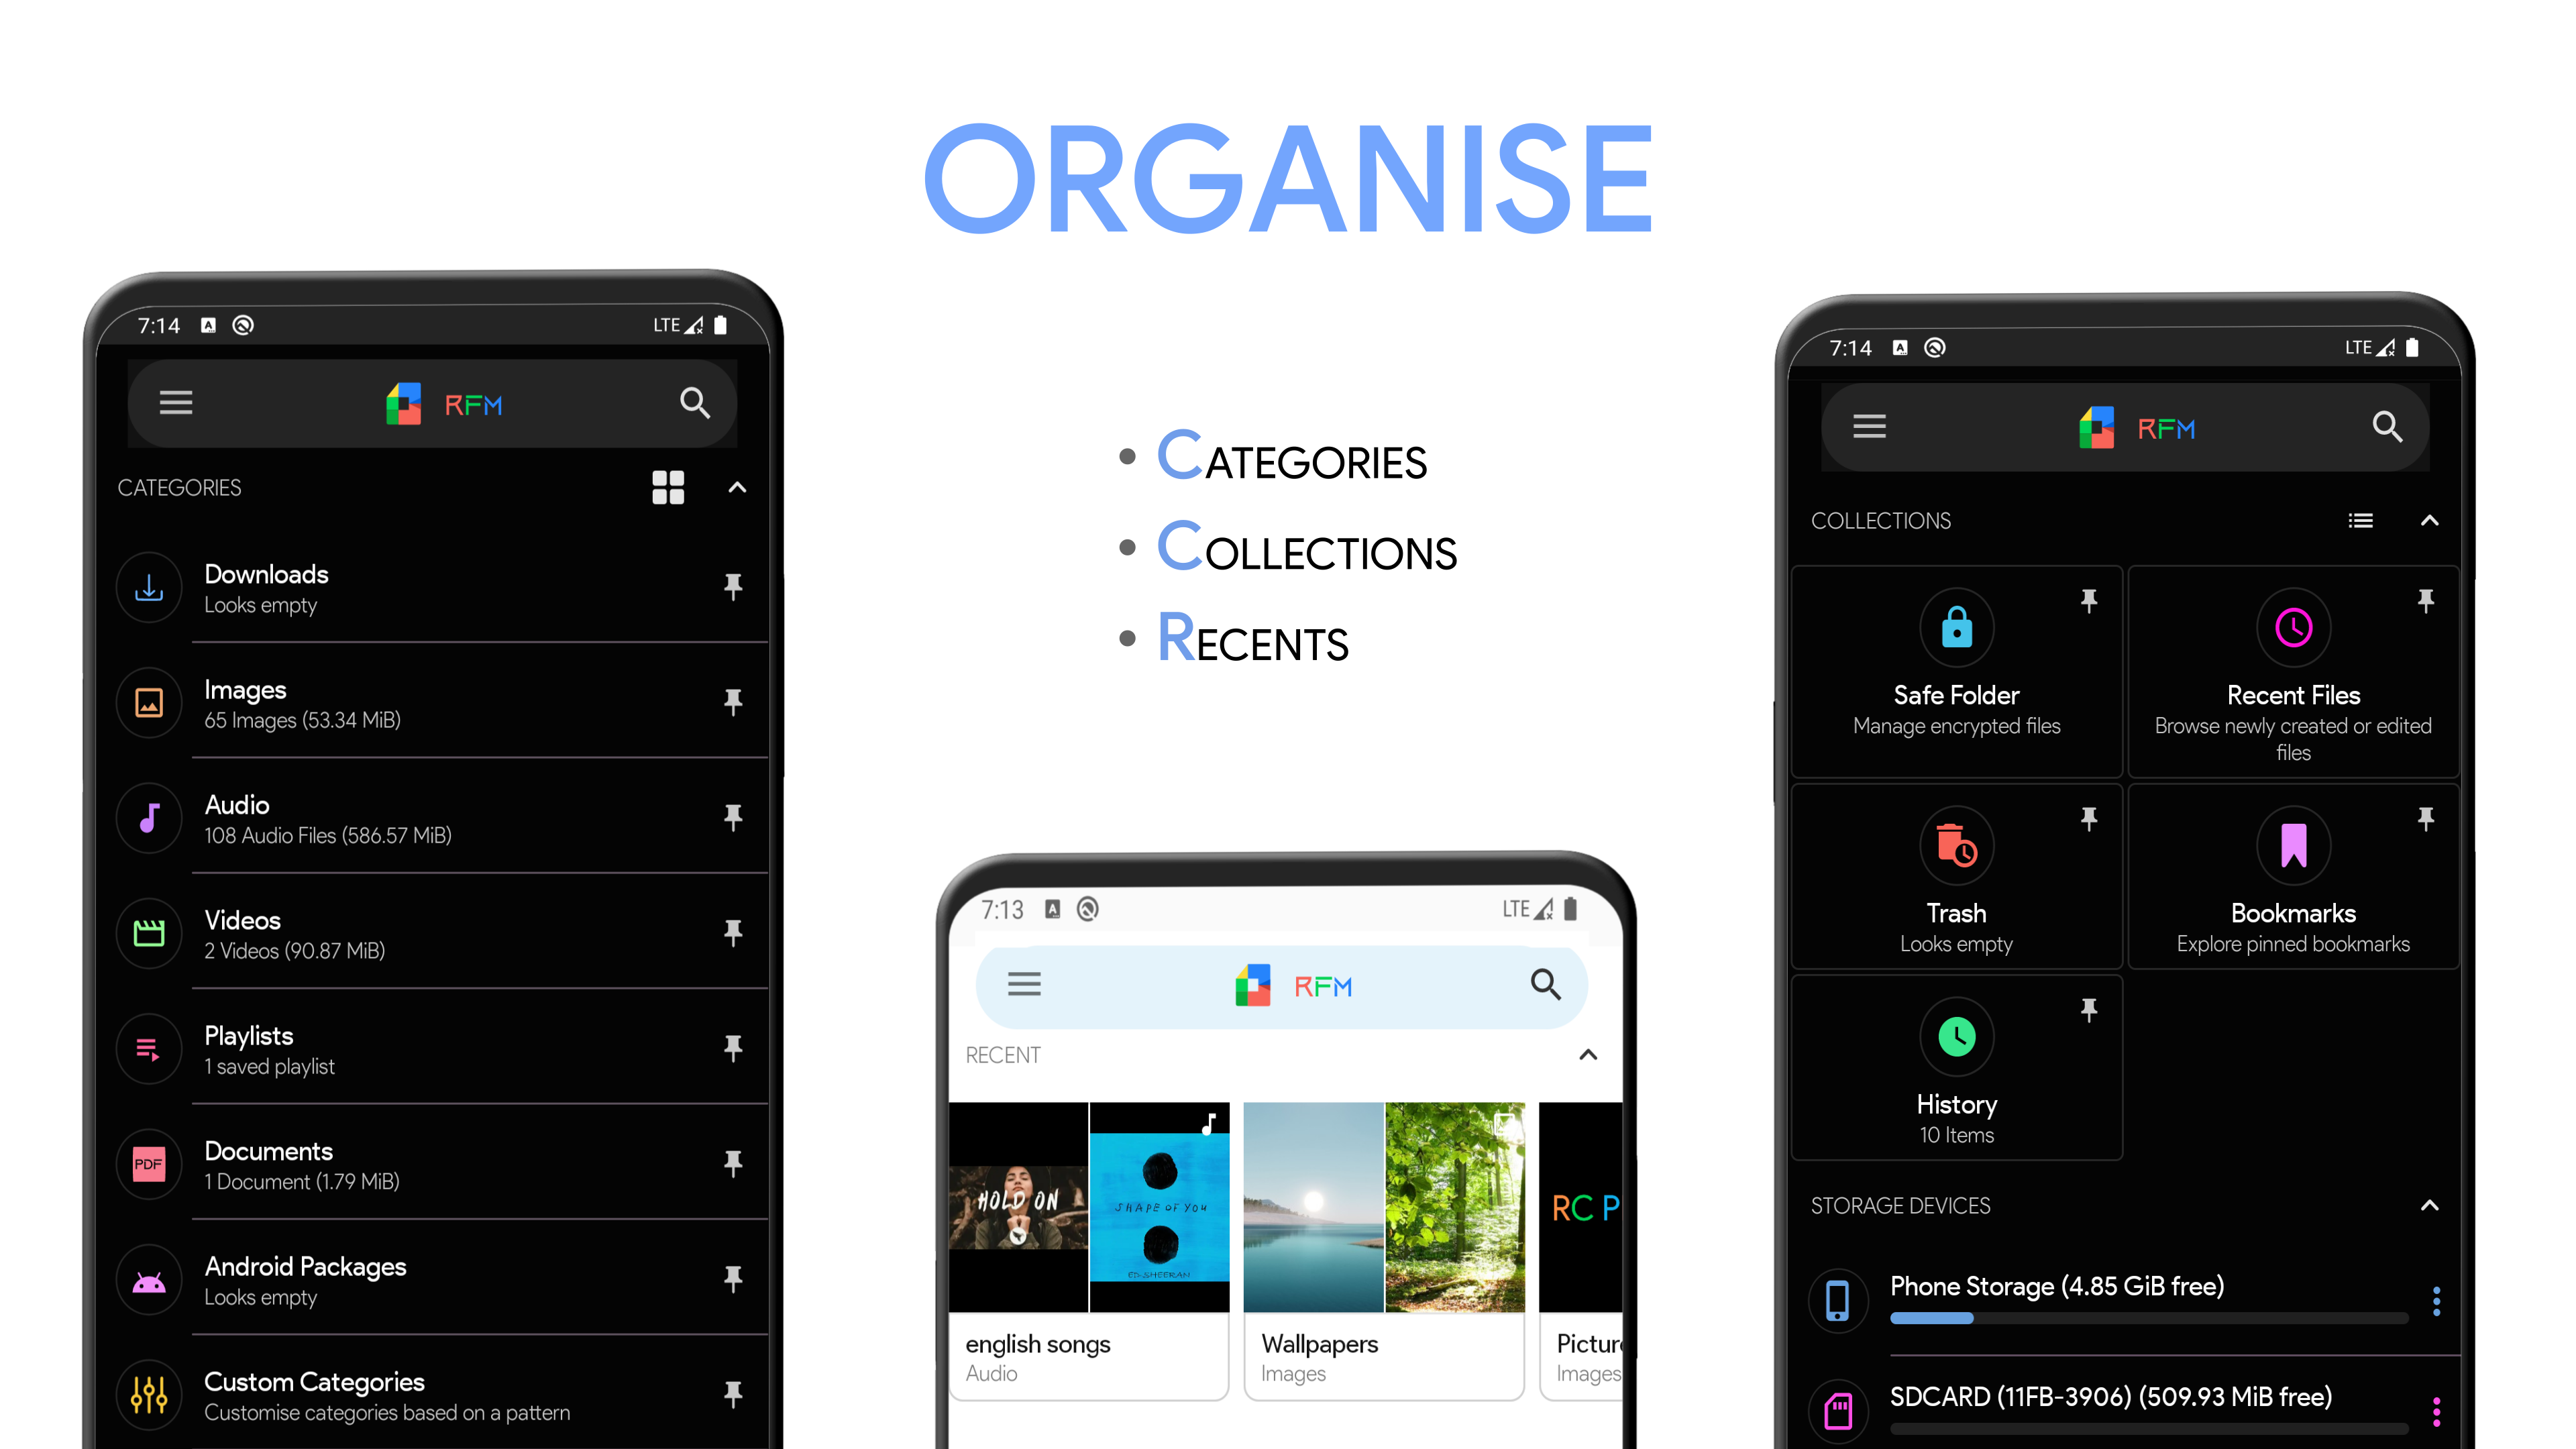 ORGANISE
• CATEGORIES
• COLLECTIONS
• RECENTS
7:14 A LTE
RFM
CATEGORIES
Downloads
Looks empty
Images
65 Images (53.34 MiB)
Audio
108 Audio Files (586.57 MiB)
Videos
2 Videos (90.87 MiB)
Playlists
1 saved playlist
PDF
Documents
1 Document (1.79 MiB)
Android Packages
Looks empty
Custom Categories
Customise categories based on a pattern
7:13 A LTE
RFM
RECENT
HOLD ON
SHAPE OF YOU
ED SHEERAN
RC P
english songs
Audio
Wallpapers
Images
Pictur
Images
7:14 A LTE
RFM
COLLECTIONS
Safe Folder
Manage encrypted files
Recent Files
Browse newly created or edited
files
Trash
Looks empty
Bookmarks
Explore pinned bookmarks
History
10 Items
STORAGE DEVICES
Phone Storage (4.85 GiB free)
SDCARD (11FB-3906) (509.93 MiB free)